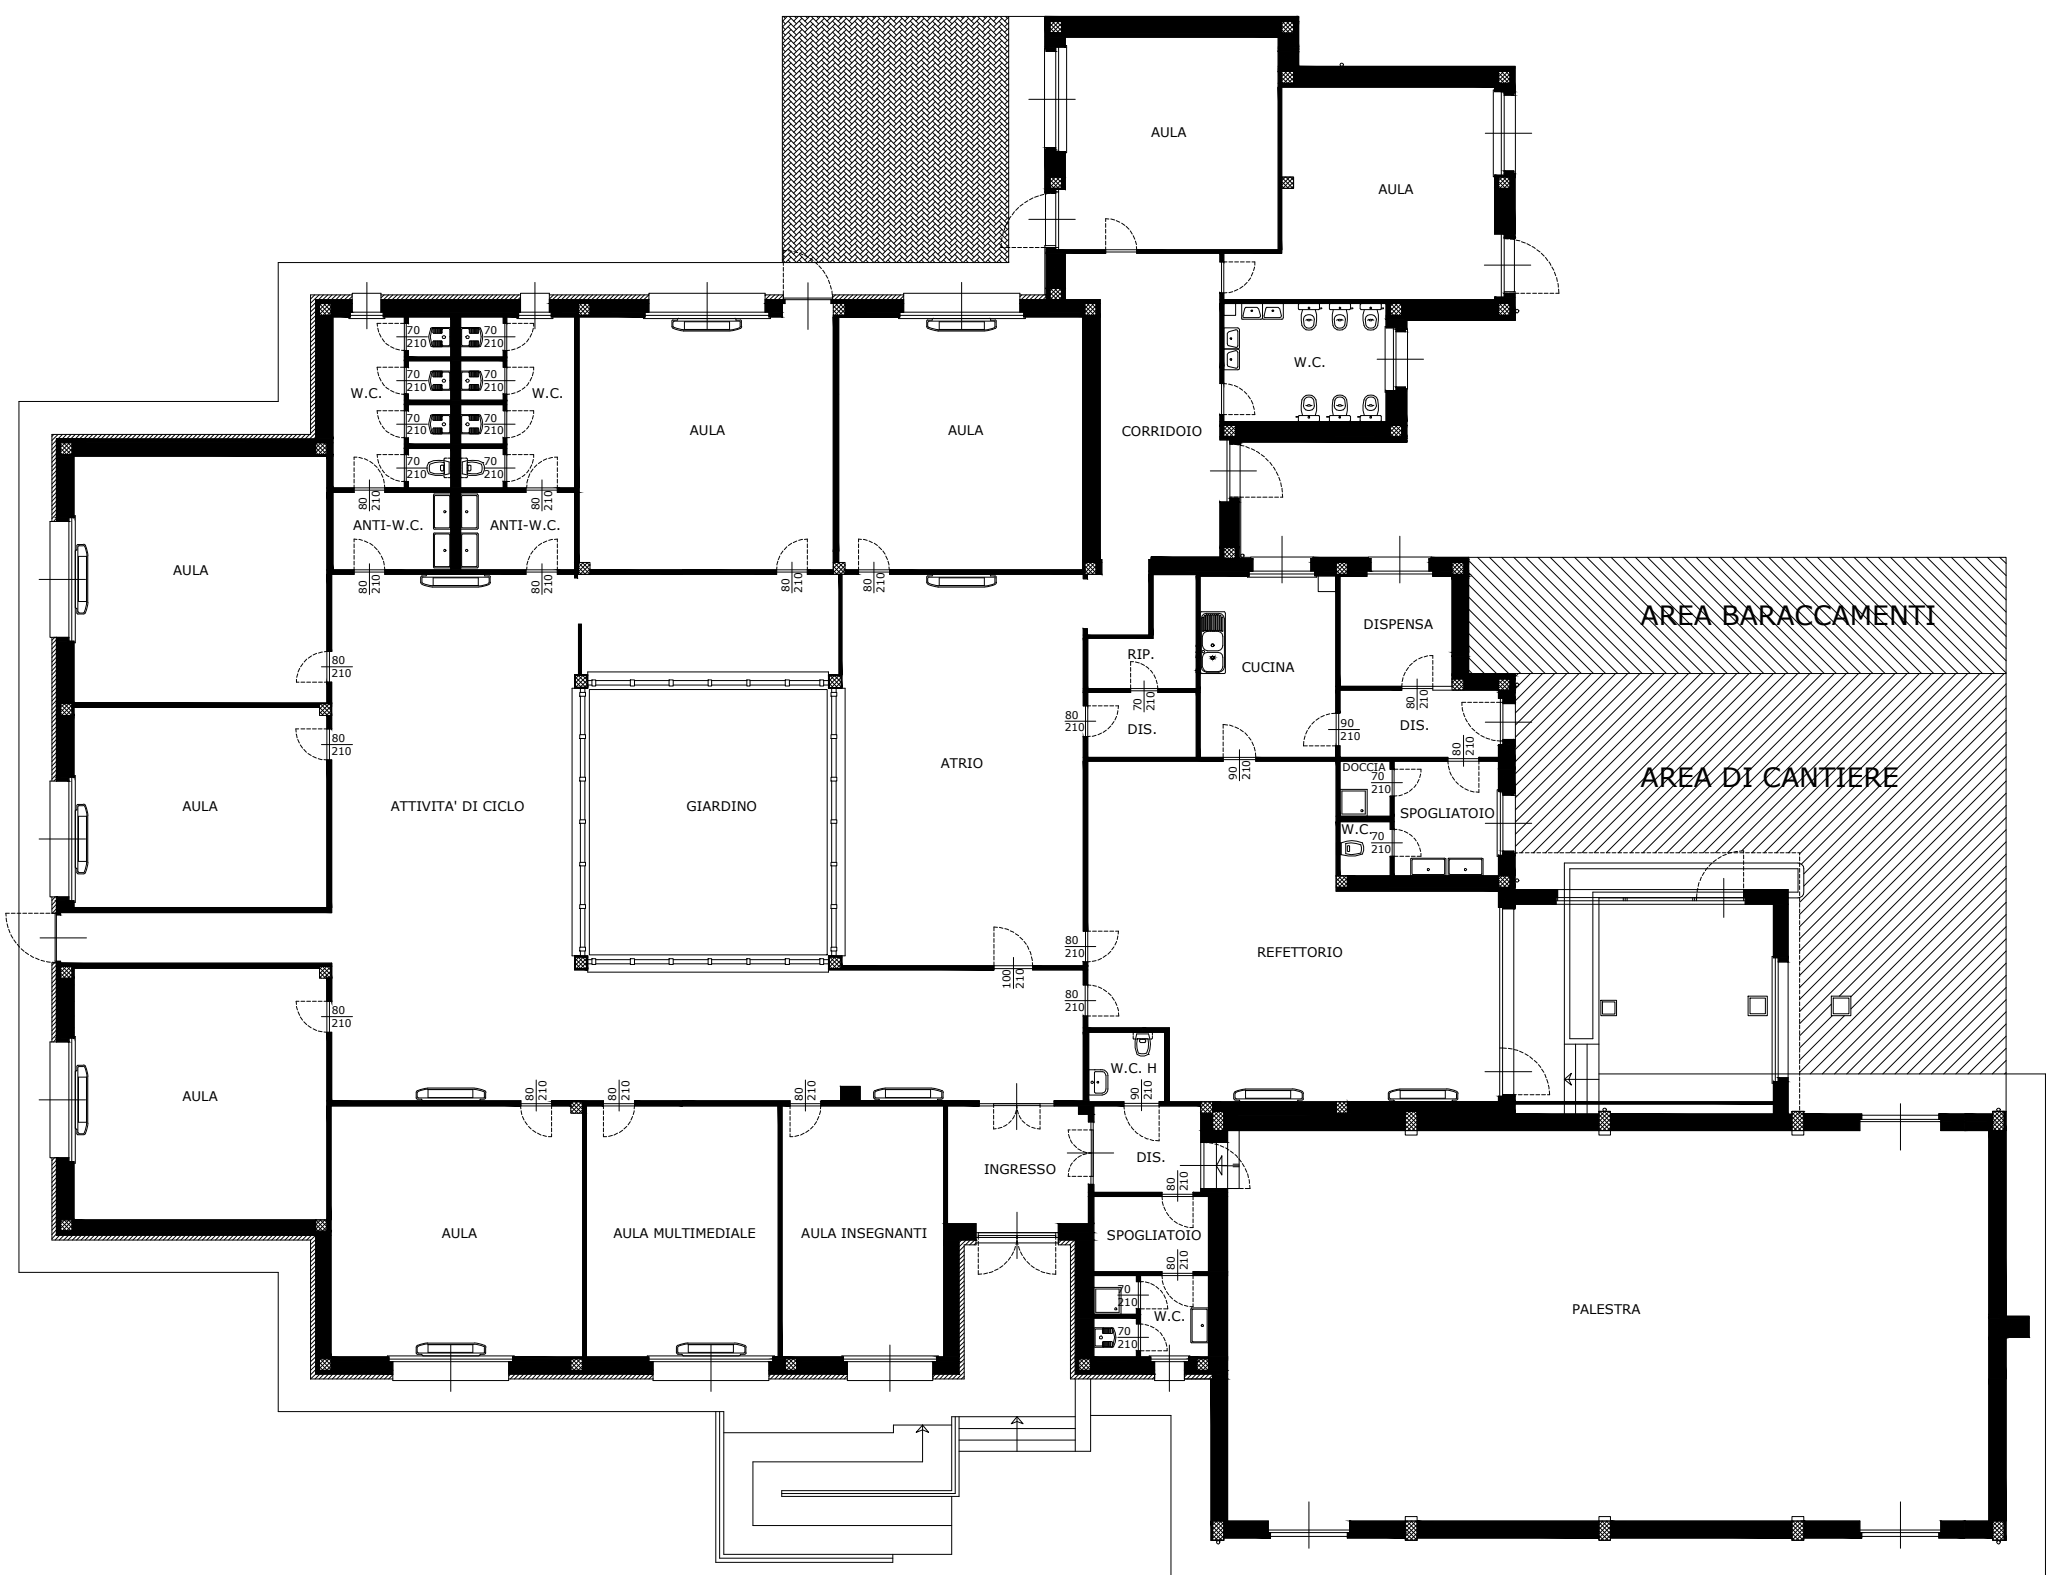 AULA
AULA
70
210
70
210
W.C.
70
210
70
210
W.C.
W.C.
70
210
70
210
AULA
AULA
CORRIDOIO
70
210
70
210
80
210
80
210
ANTI-W.C.
ANTI-W.C.
AULA
80
210
80
210
80
210
80
210
AREA BARACCAMENTI
DISPENSA
RIP.
CUCINA
80
210
70
210
80
210
80
210
DIS.
90
210
DIS.
80
210
80
210
ATRIO
90
210
DOCCIA
70
210
AREA DI CANTIERE
AULA
ATTIVITA' DI CICLO
GIARDINO
SPOGLIATOIO
W.C.
70
210
80
210
REFETTORIO
100
210
80
210
80
210
W.C. H
AULA
80
210
80
210
80
210
90
210
INGRESSO
DIS.
80
210
AULA
AULA MULTIMEDIALE
AULA INSEGNANTI
SPOGLIATOIO
80
210
70
210
W.C.
PALESTRA
70
210